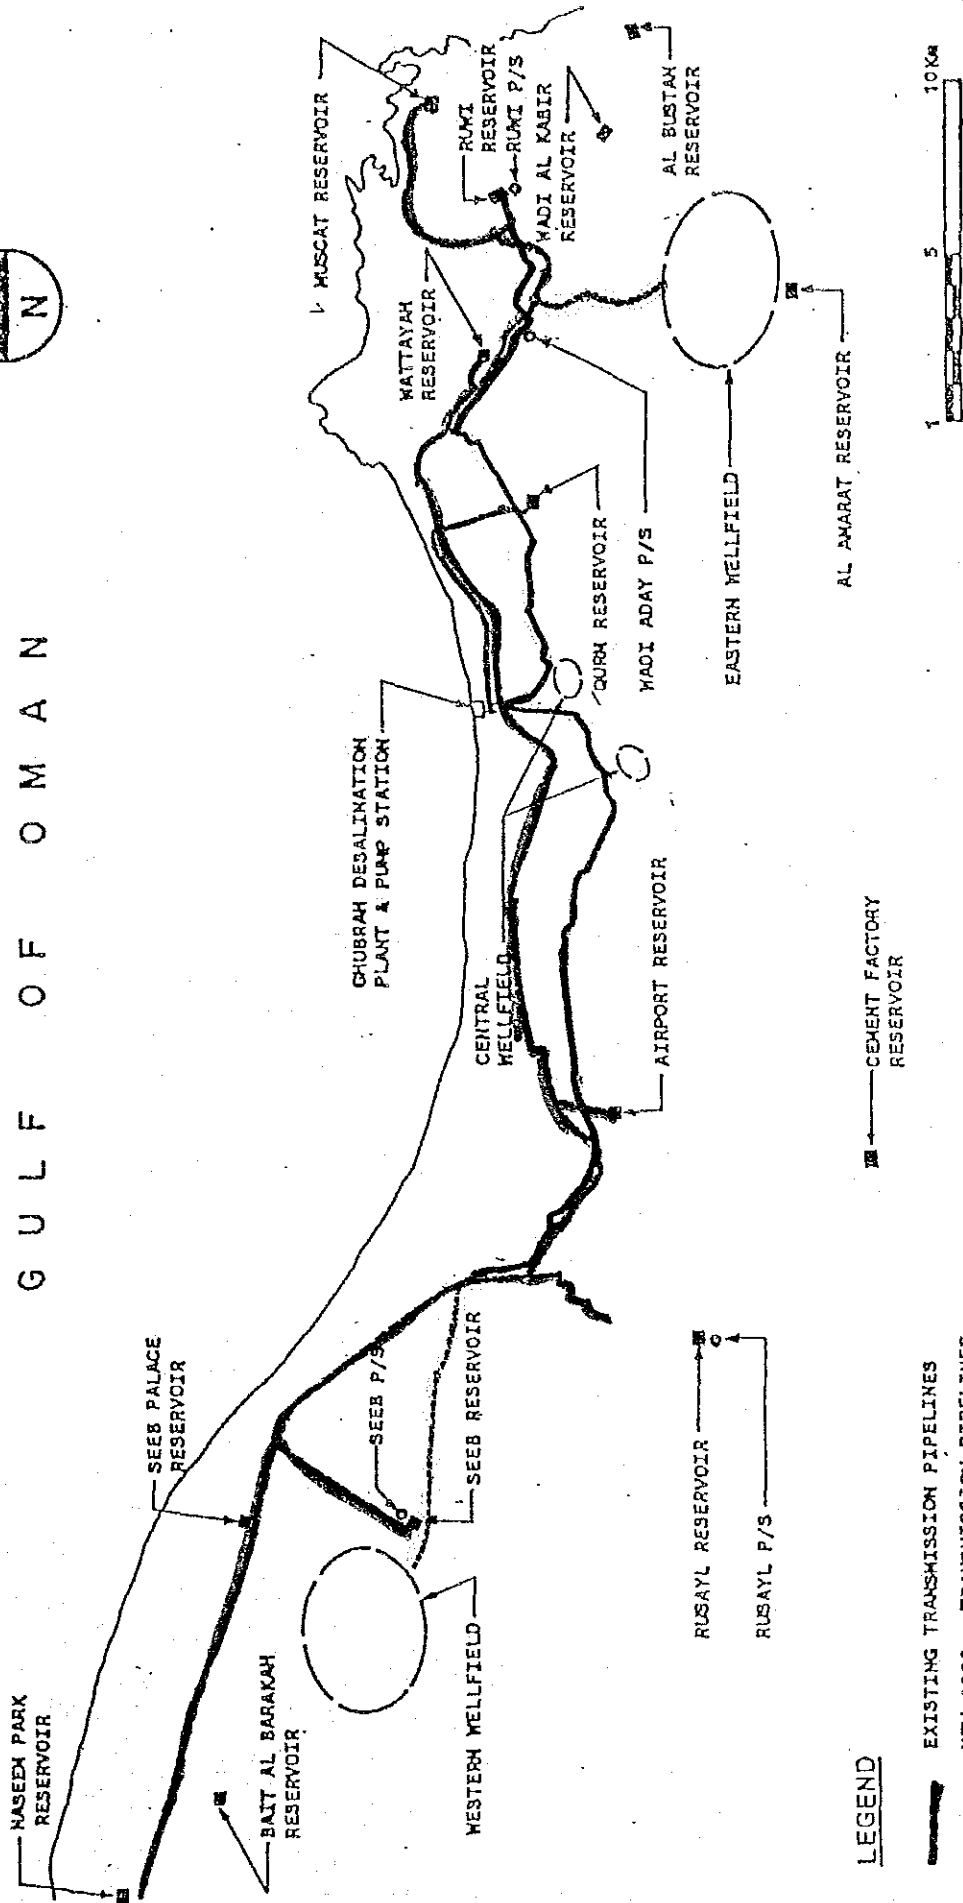 N
GULF OF OMAN
NASEEM PARK
RESERVOIR
SEEB PALACE
RESERVOIR
BAIT AL BARAKAH
RESERVOIR
SEEB P/S
SEEB RESERVOIR
WESTERN WELLFIELD
RUSAYL RESERVOIR
RUSAYL P/S
GHUBRAH DESALINATION
PLANT & PUMP STATION
CENTRAL
WELLFIELD
AIRPORT RESERVOIR
CEMENT FACTORY
RESERVOIR
MUSCAT RESERVOIR
WATTAYAH
RESERVOIR
RUWI
RESERVOIR
RUWI P/S
WADI AL KABIR
RESERVOIR
AL BUSTAN
RESERVOIR
QURM RESERVOIR
WADI ADAY P/S
EASTERN WELLFIELD
AL AMARAT RESERVOIR
1 5 10 KM
LEGEND
EXISTING TRANSMISSION PIPELINES